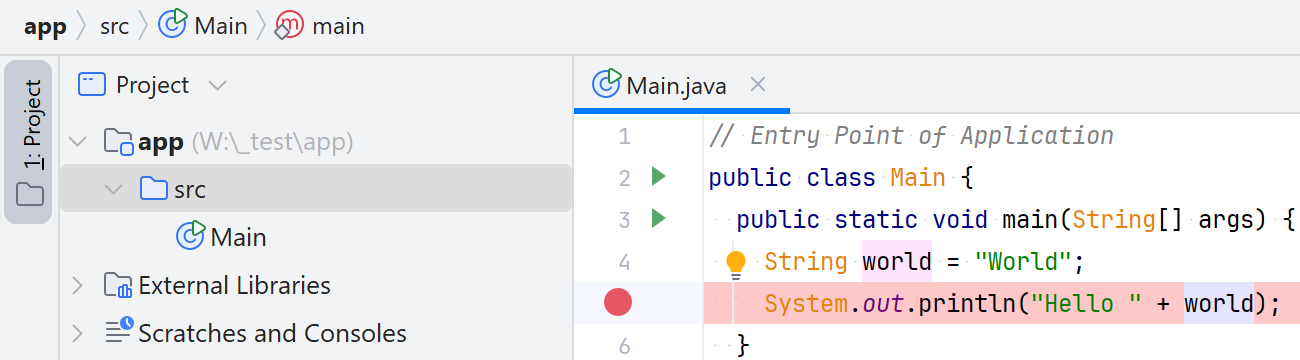 app src Main main
1: Project
Project
app (W:\_test\app)
src
Main
External Libraries
Scratches and Consoles
Main.java
1 // Entry Point of Application
2 public class Main {
3 public static void main(String[] args) {
4 String world = "World";
System.out.println("Hello " + world);
6 }